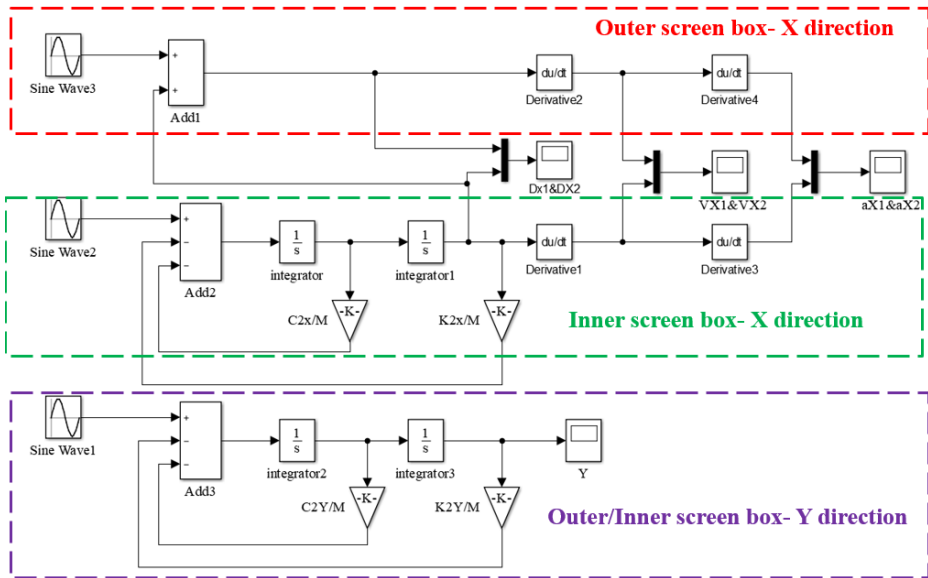 Outer screen box- X direction
Sine Wave3
+
+
Add1
du/dt
Derivative2
du/dt
Derivative4
Dx1&DX2
VX1&VX2
aX1&aX2
Sine Wave2
+
−
−
Add2
1
s
integrator
1
s
integrator1
du/dt
Derivative1
du/dt
Derivative3
C2x/M
-K-
K2x/M
-K-
Inner screen box- X direction
Sine Wave1
+
−
−
Add3
1
s
integrator2
1
s
integrator3
Y
C2Y/M
-K-
K2Y/M
-K-
Outer/Inner screen box- Y direction